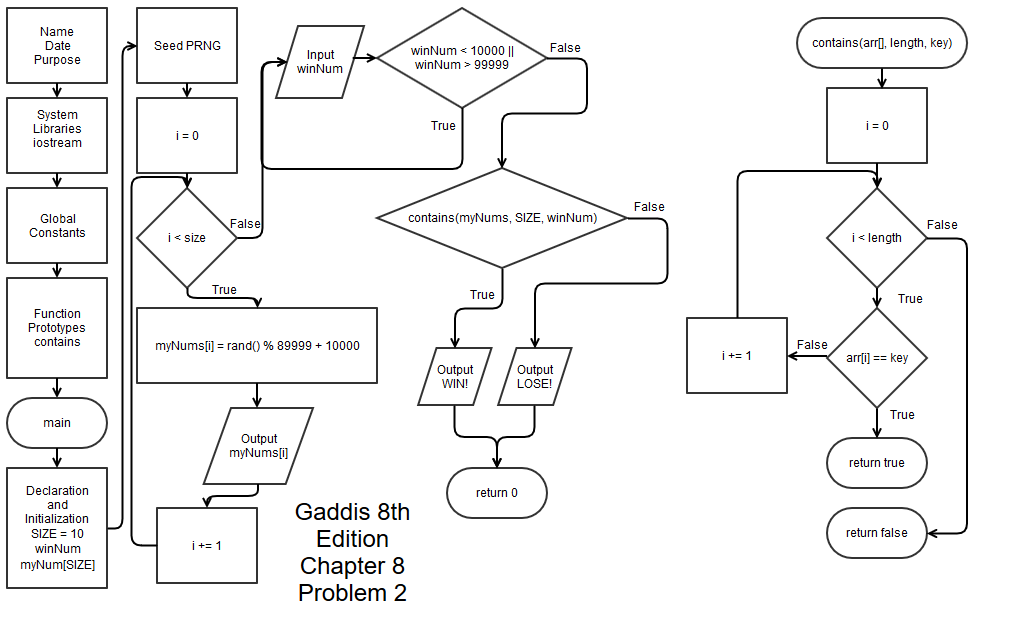 Name
Date
Purpose
System
Libraries
iostream
Global
Constants
Function
Prototypes
contains
main
Declaration
and
Initialization
SIZE = 10
winNum
myNum[SIZE]
Seed PRNG
i = 0
i < size
False
True
myNums[i] = rand() % 89999 + 10000
Output
myNums[i]
i += 1
Input
winNum
winNum < 10000 ||
winNum > 99999
False
True
contains(myNums, SIZE, winNum)
False
True
Output
WIN!
Output
LOSE!
return 0
Gaddis 8th
Edition
Chapter 8
Problem 2
contains(arr[], length, key)
i = 0
i < length
False
True
arr[i] == key
False
i += 1
True
return true
return false